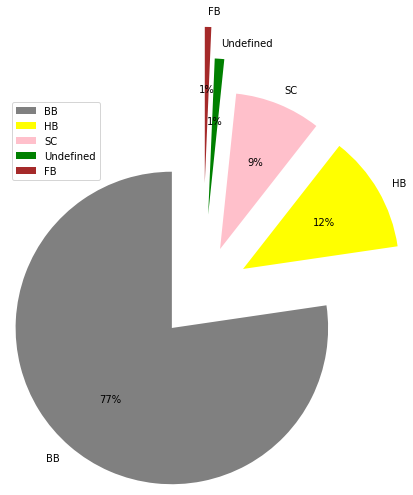 FB
Undefined
1%
SC
1%
BB
HB
SC
Undefined
FB
9%
HB
12%
77%
BB